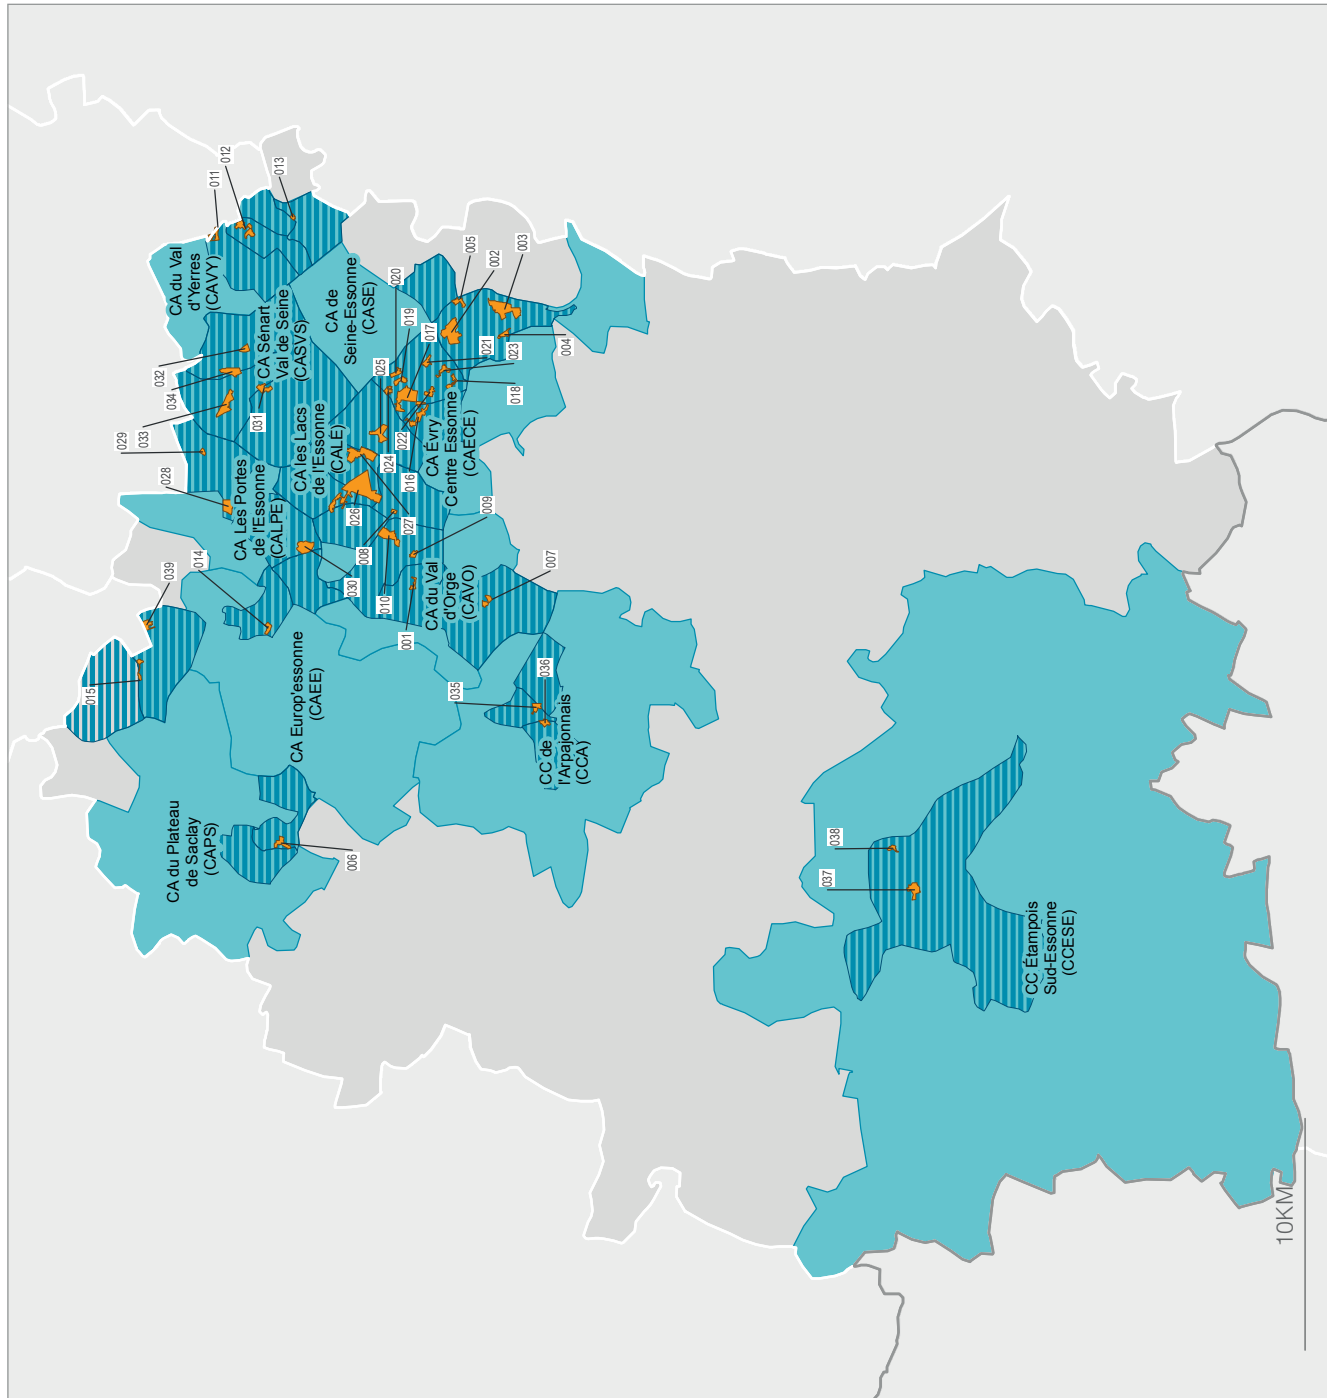 011
012
013
CA du Val
d'Yerres
(CAVY)
005
002
003
020
019
017
021
023
004
018
CA de
Seine-Essonne
(CASE)
CA Sénart
Val de Seine
(CASVS)
032
034
033
029
031
025
022
024
016
CA Évry
Centre Essonne
(CAECE)
CA les Lacs
de l'Essonne
(CALE)
028
CA Les Portes
de l'Essonne
(CALPE)
026
027
008
009
030
010
001
CA du Val
d'Orge
(CAVO)
007
014
039
015
CA Europ'essonne
(CAEE)
035
036
CC de
l'Arpajonnais
(CCA)
CA du Plateau
de Saclay
(CAPS)
006
038
037
CC Étampois
Sud-Essonne
(CCESE)
10KM